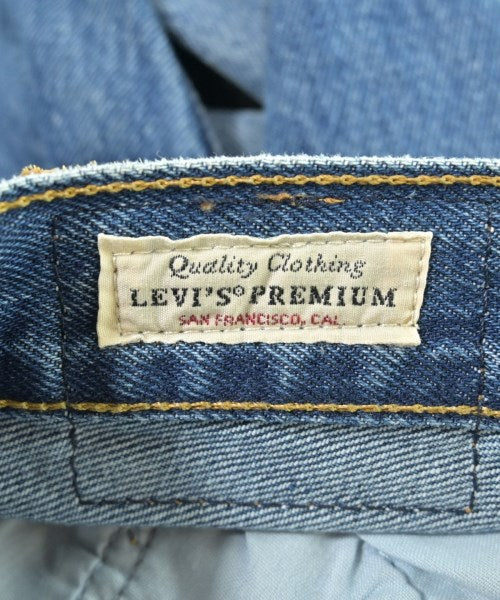 Quality Clothing
LEVI'S® PREMIUM
SAN FRANCISCO, CAL